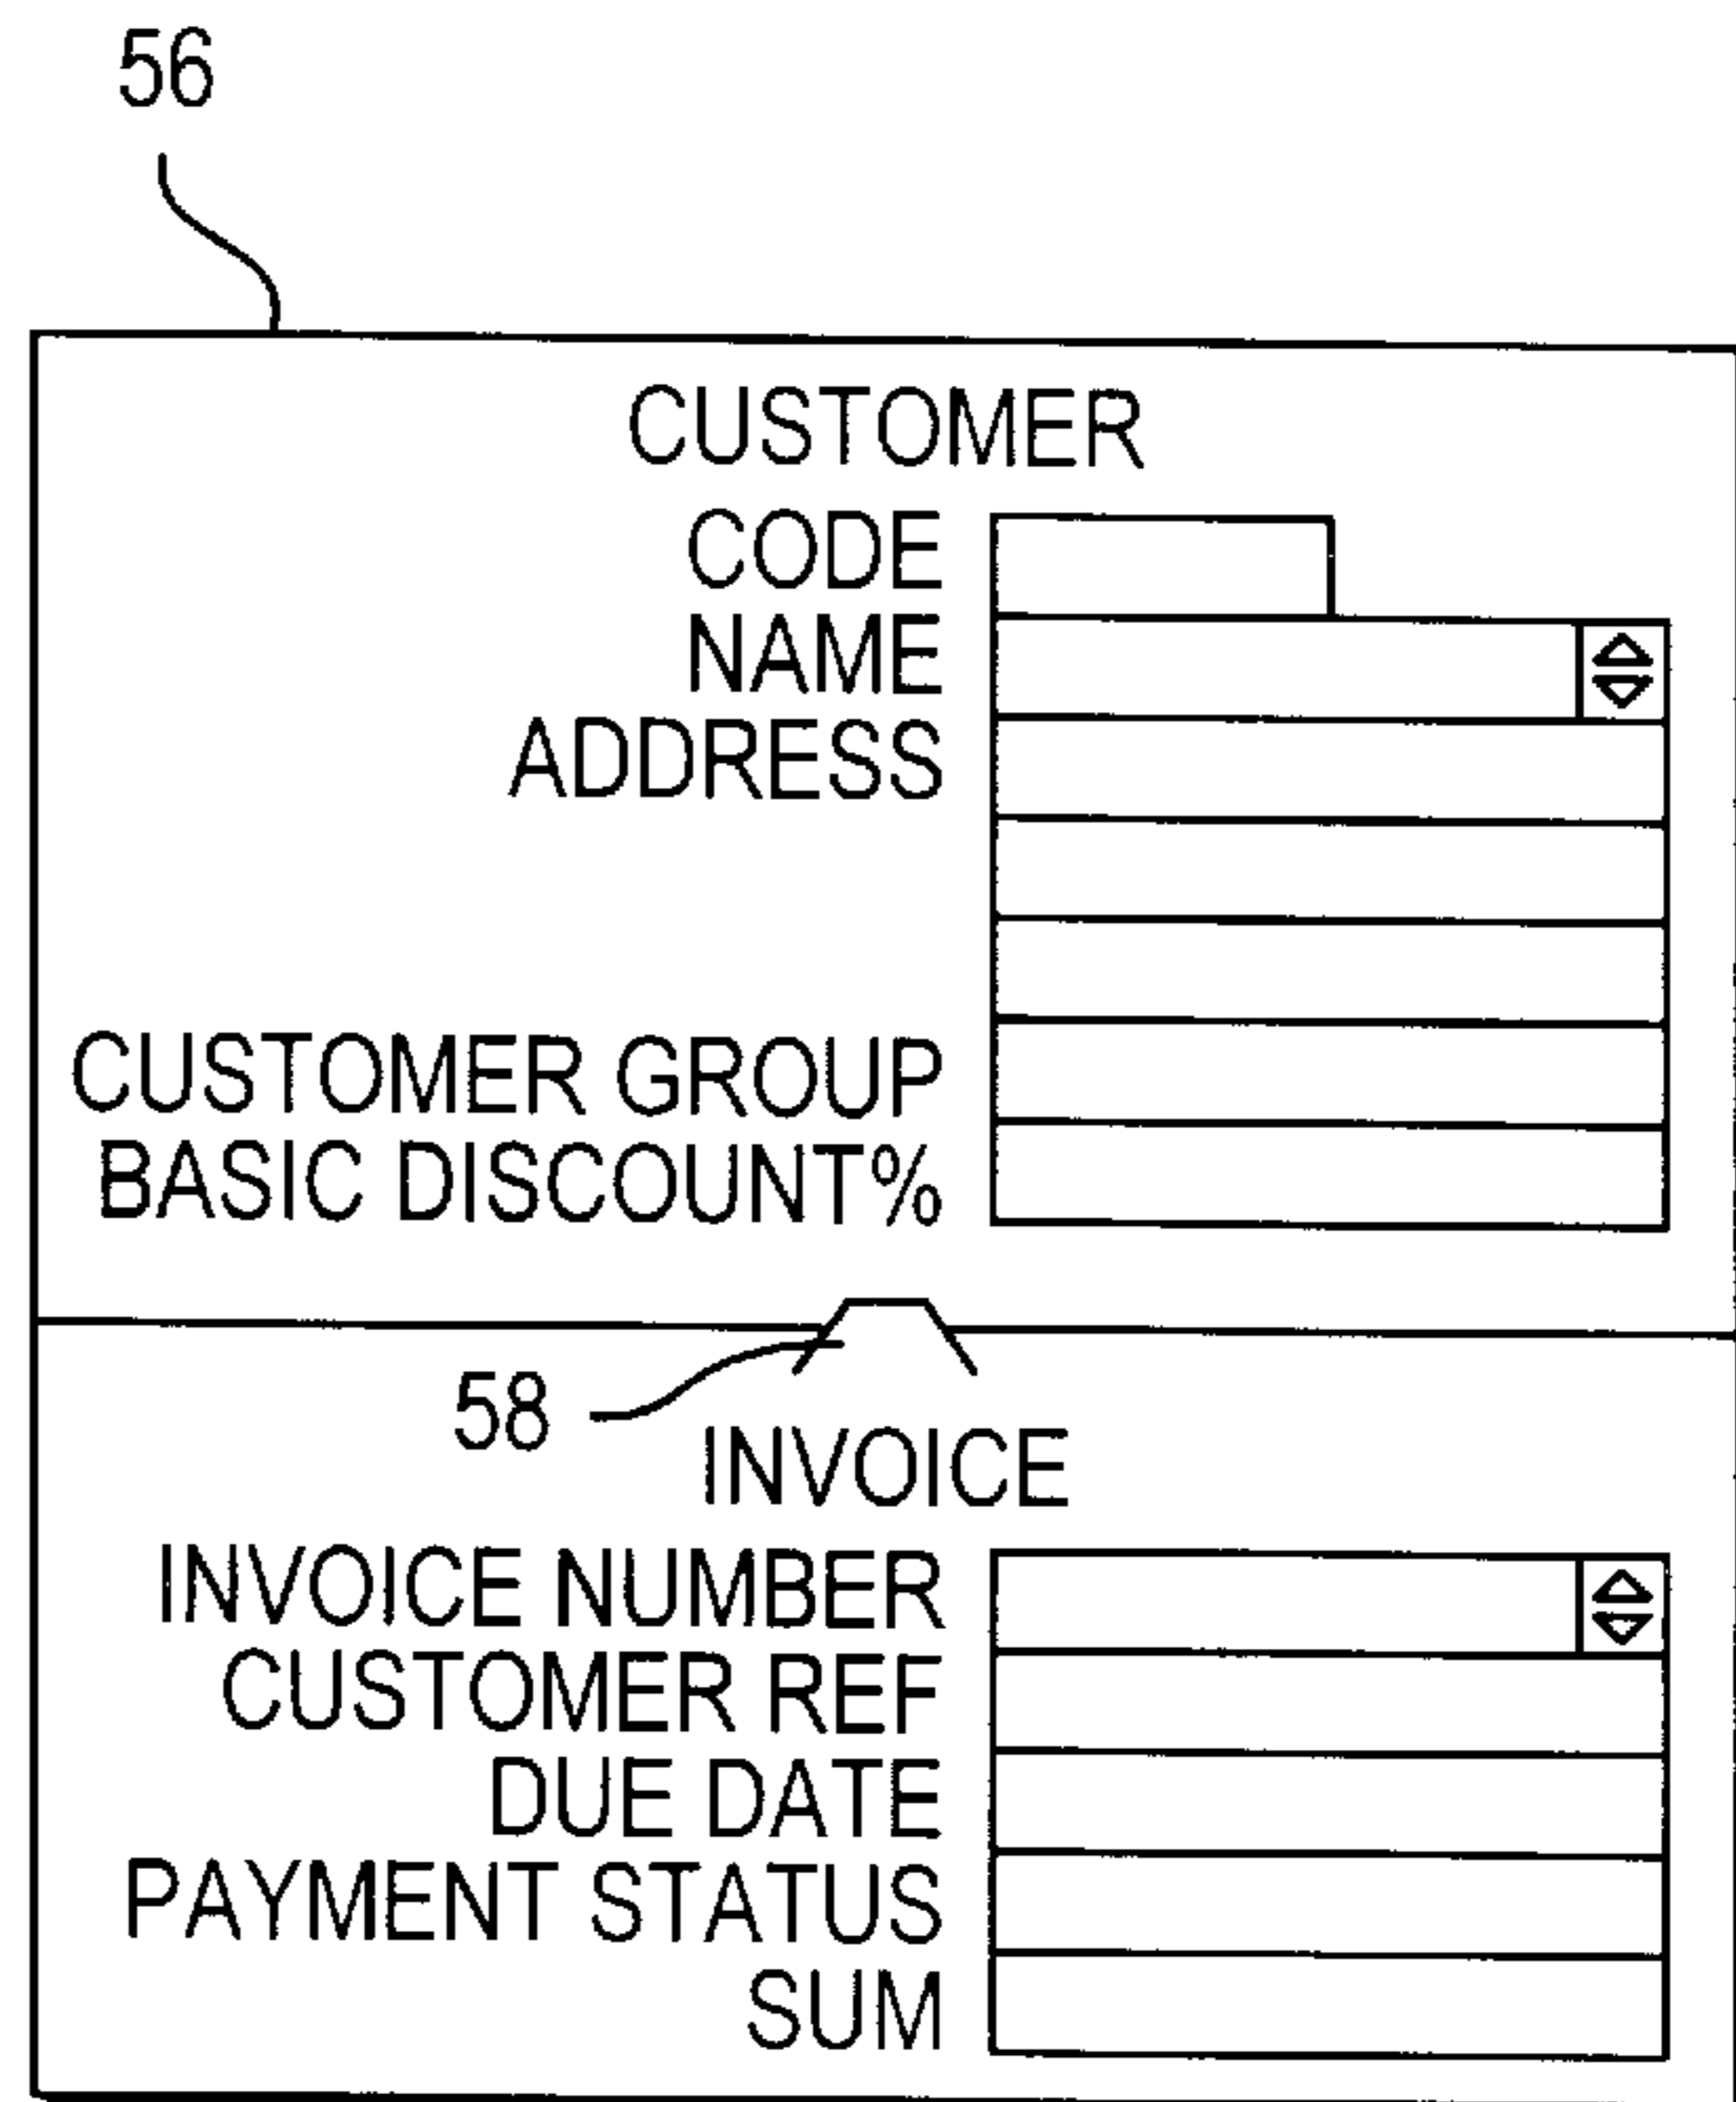 56
CUSTOMER
CODE
NAME
ADDRESS
CUSTOMER GROUP
BASIC DISCOUNT%
58
INVOICE
INVOICE NUMBER
CUSTOMER REF
DUE DATE
PAYMENT STATUS
SUM